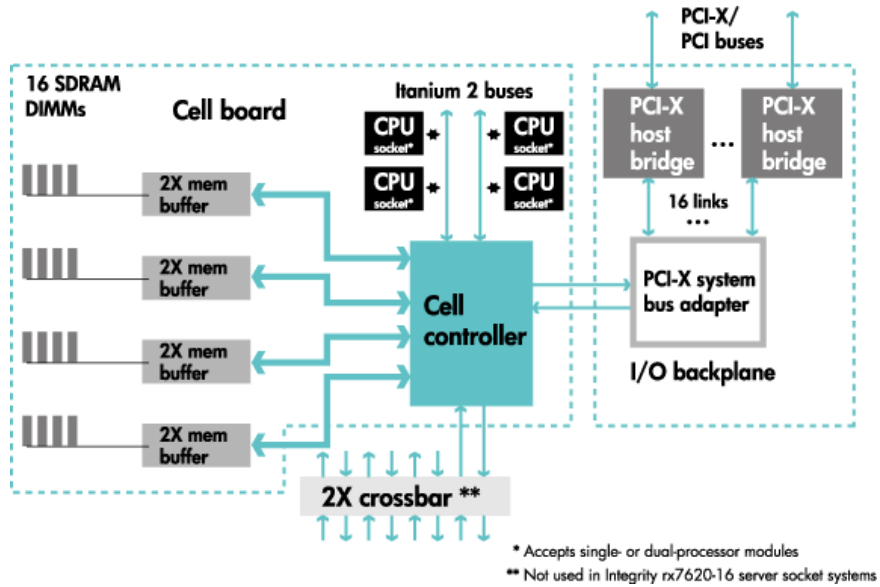 PCI-X/
PCI buses
16 SDRAM
DIMMs
Cell board
Itanium 2 buses
CPU
socket*
*
*
CPU
socket*
CPU
socket*
*
*
CPU
socket*
PCI-X
host
bridge
...
PCI-X
host
bridge
16 links
...
2X mem
buffer
2X mem
buffer
2X mem
buffer
2X mem
buffer
Cell
controller
PCI-X system
bus adapter
I/O backplane
2X crossbar **
* Accepts single- or dual-processor modules
** Not used in Integrity rx7620-16 server socket systems